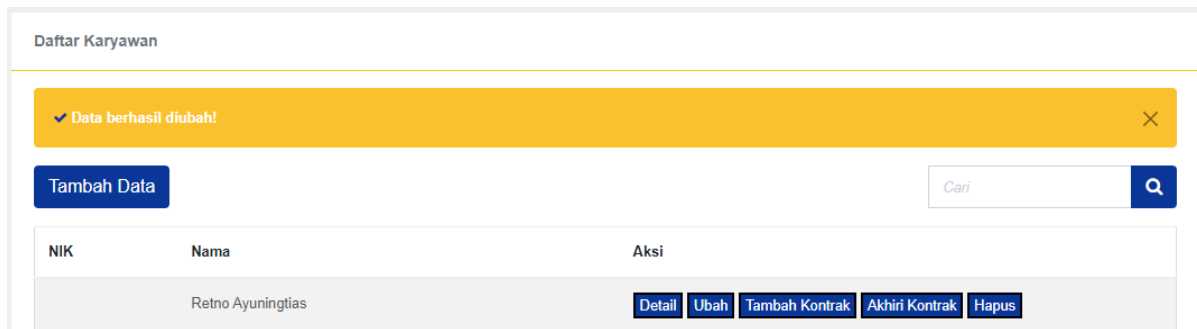 Daftar Karyawan
Data berhasil diubah!
Tambah Data
Cari
NIK Nama Aksi
Retno Ayuningtias Detail Ubah Tambah Kontrak Akhiri Kontrak Hapus